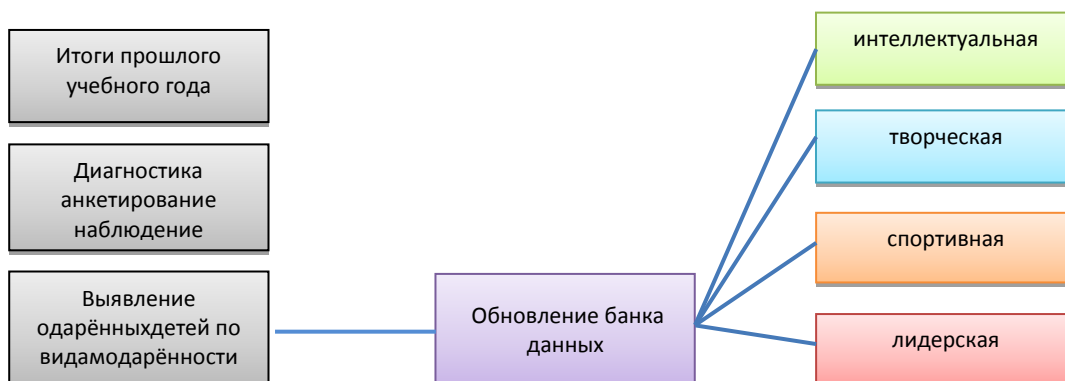 Итоги прошлого
учебного года
Диагностика
анкетирование
наблюдение
Выявление
одарённыхдетей по
видамодарённости
Обновление банка
данных
интеллектуальная
творческая
спортивная
лидерская